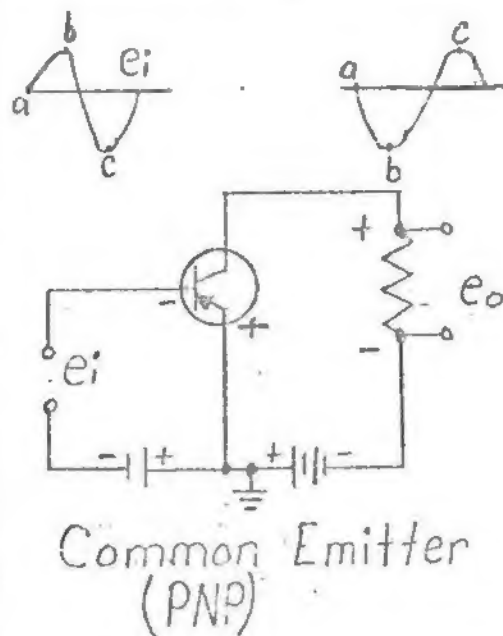 b
ei
a
c
c
a
b
+
-
+
eo
-
ei
- +
+ -
Common Emitter
(PNP)